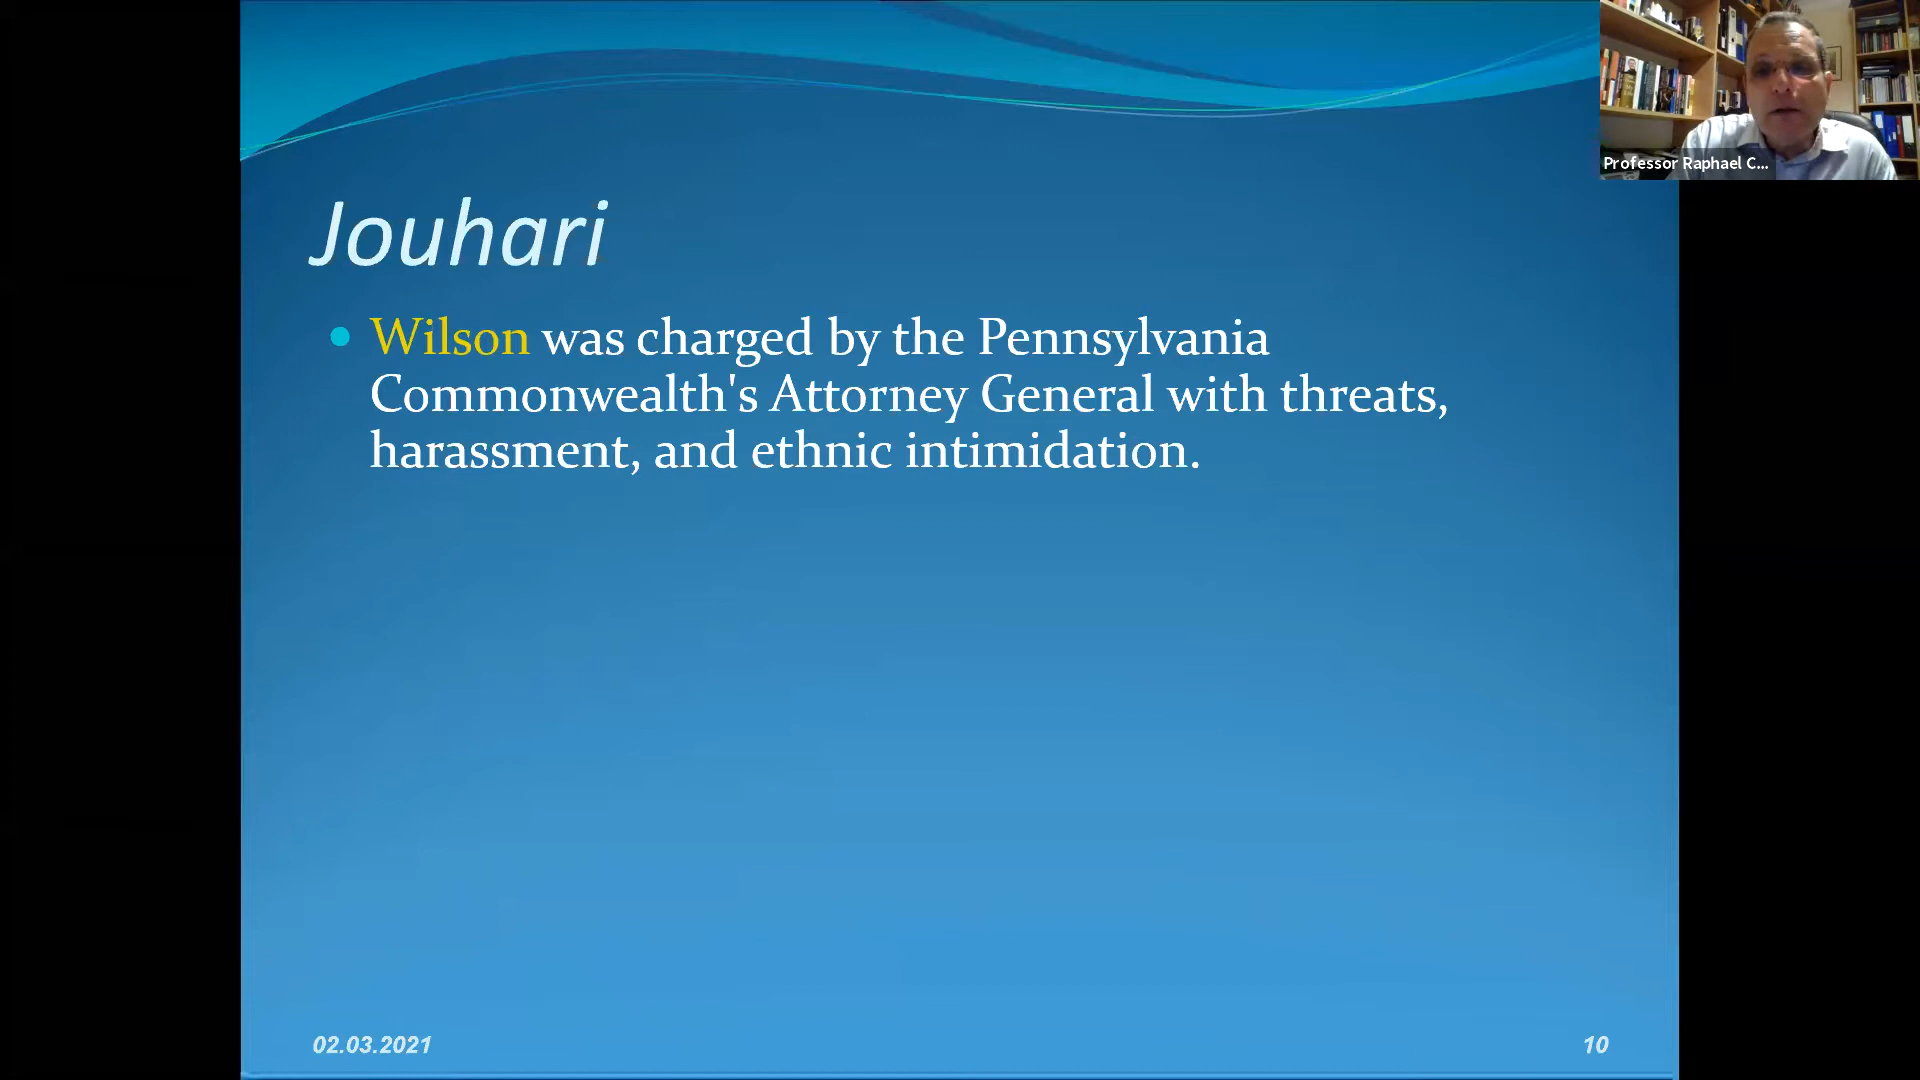 Professor Raphael C...
Jouhari
Wilson was charged by the Pennsylvania
Commonwealth's Attorney General with threats,
harassment, and ethnic intimidation.
02.03.2021
10